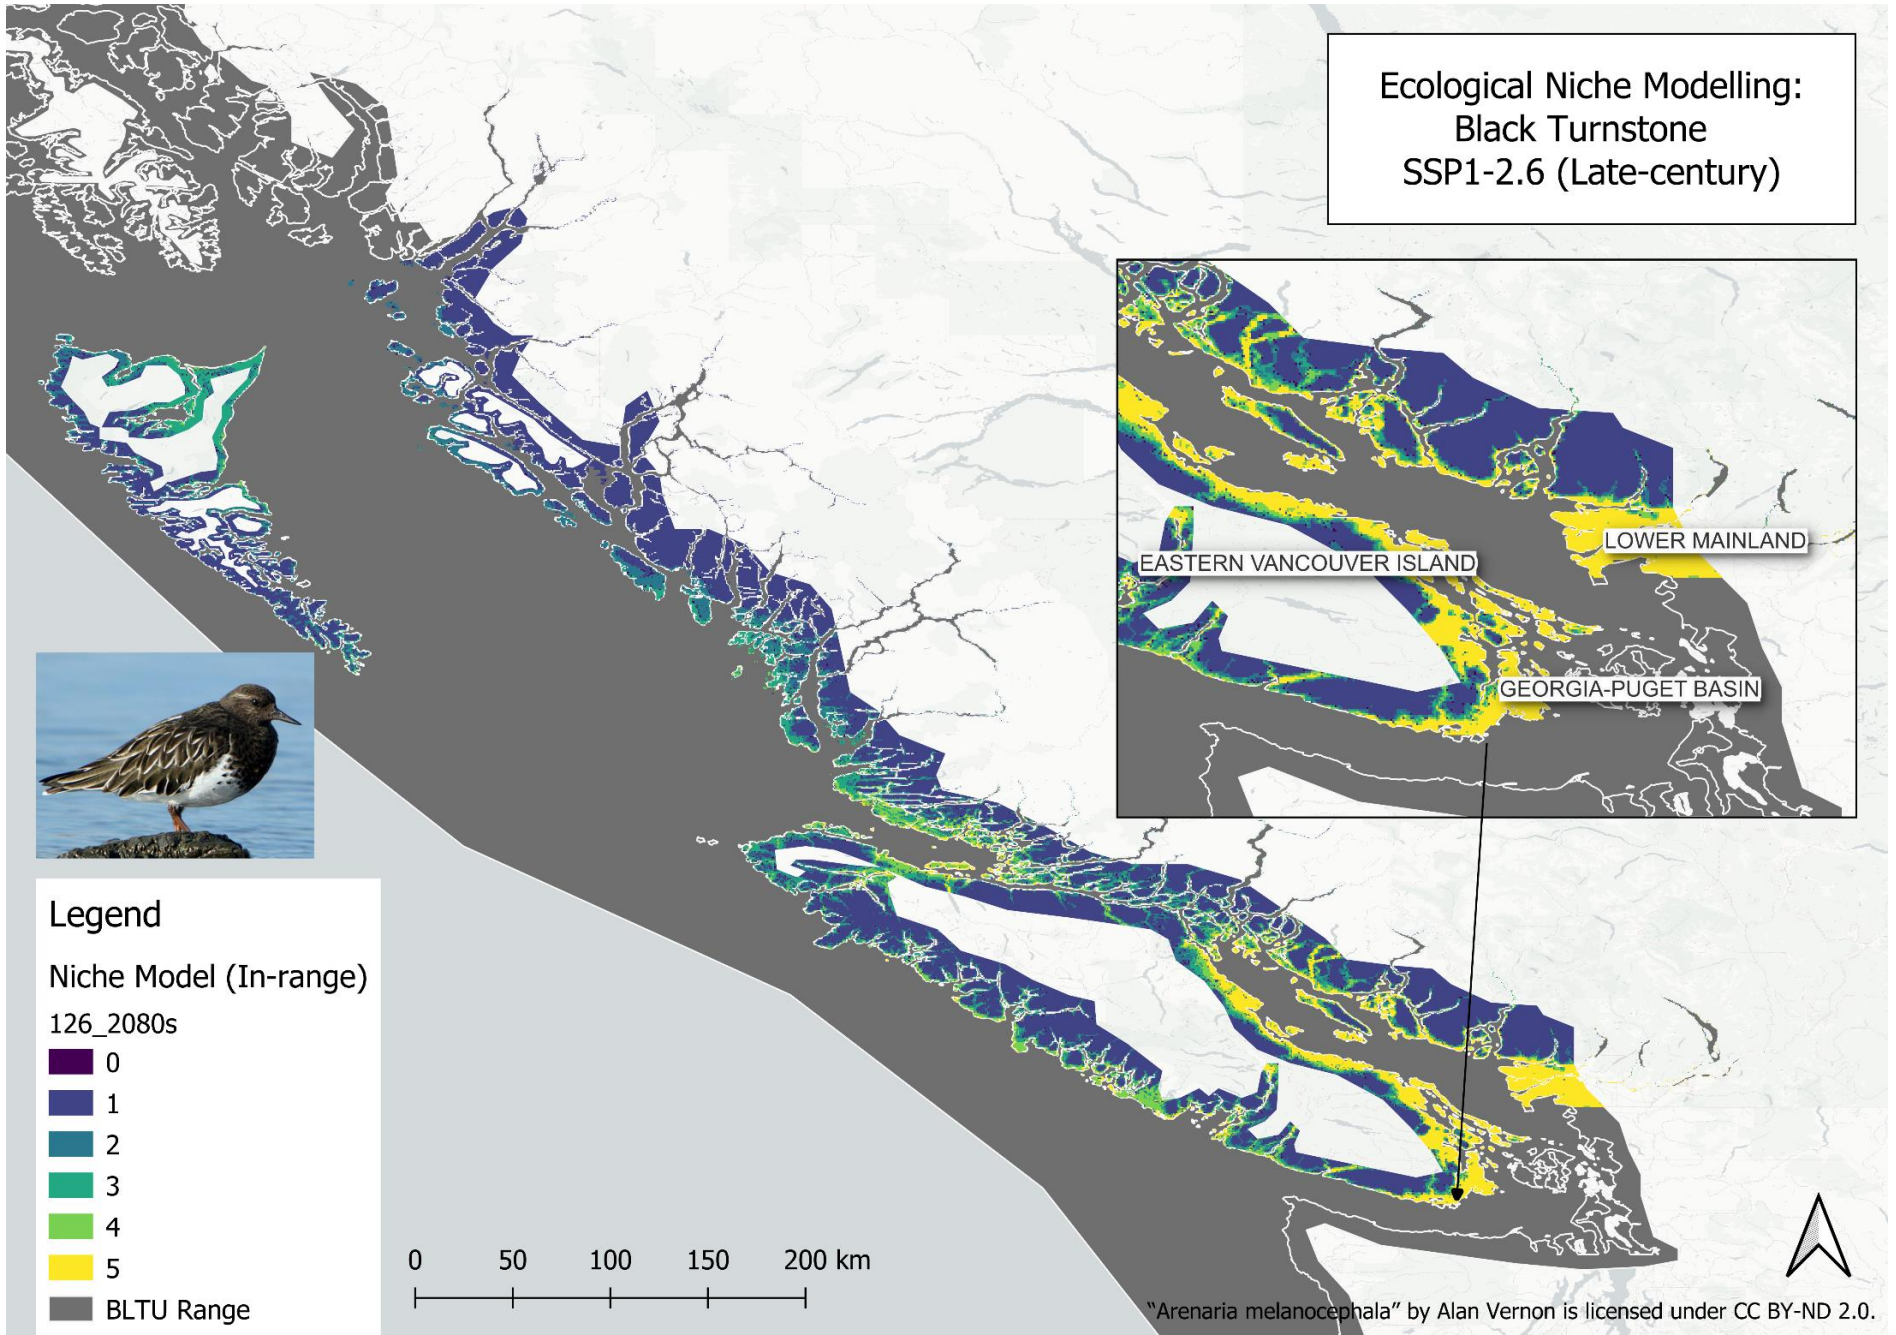 Ecological Niche Modelling:
Black Turnstone
SSP1-2.6 (Late-century)
LOWER MAINLAND
EASTERN VANCOUVER ISLAND
GEORGIA-PUGET BASIN
Legend
Niche Model (In-range)
126_2080s
0
1
2
3
4
5
BLTU Range
0 50 100 150 200 km
"Arenaria melanocephala" by Alan Vernon is licensed under CC BY-ND 2.0.